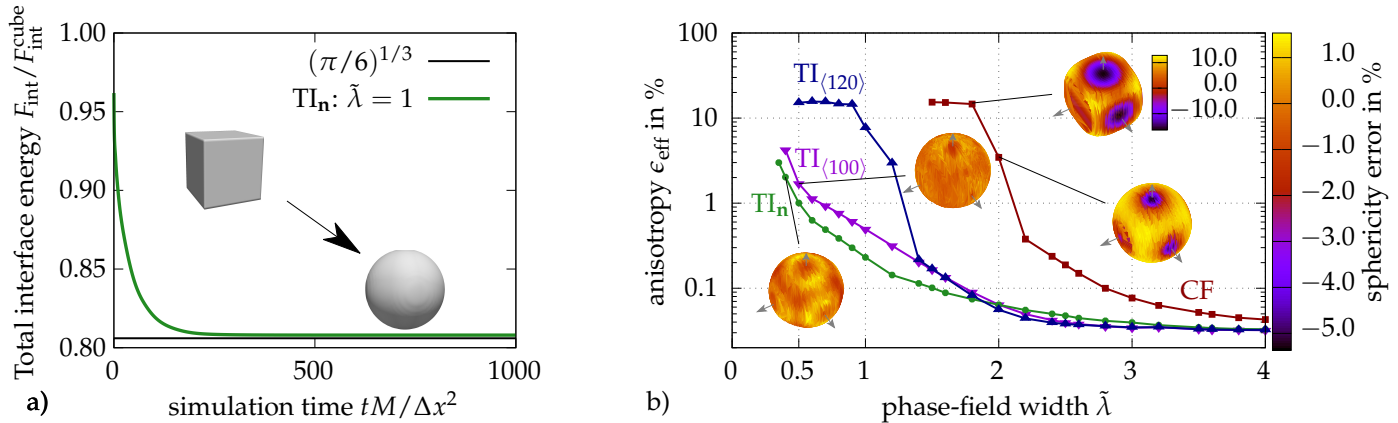 Total interface energy F_int/F_int^cube
1.00
0.95
0.90
0.85
0.80
(π/6)^{1/3}
TI_n: λ̃ = 1
0
500
1000
a)
simulation time tM/Δx²
anisotropy ϵ_eff in %
100
10
1
0.1
TI⟨120⟩
TI⟨100⟩
TI_n
CF
10.0
0.0
−10.0
0
0.5
1
2
3
4
b)
phase-field width λ̃
1.0
0.0
−1.0
−2.0
−3.0
−4.0
−5.0
sphericity error in %